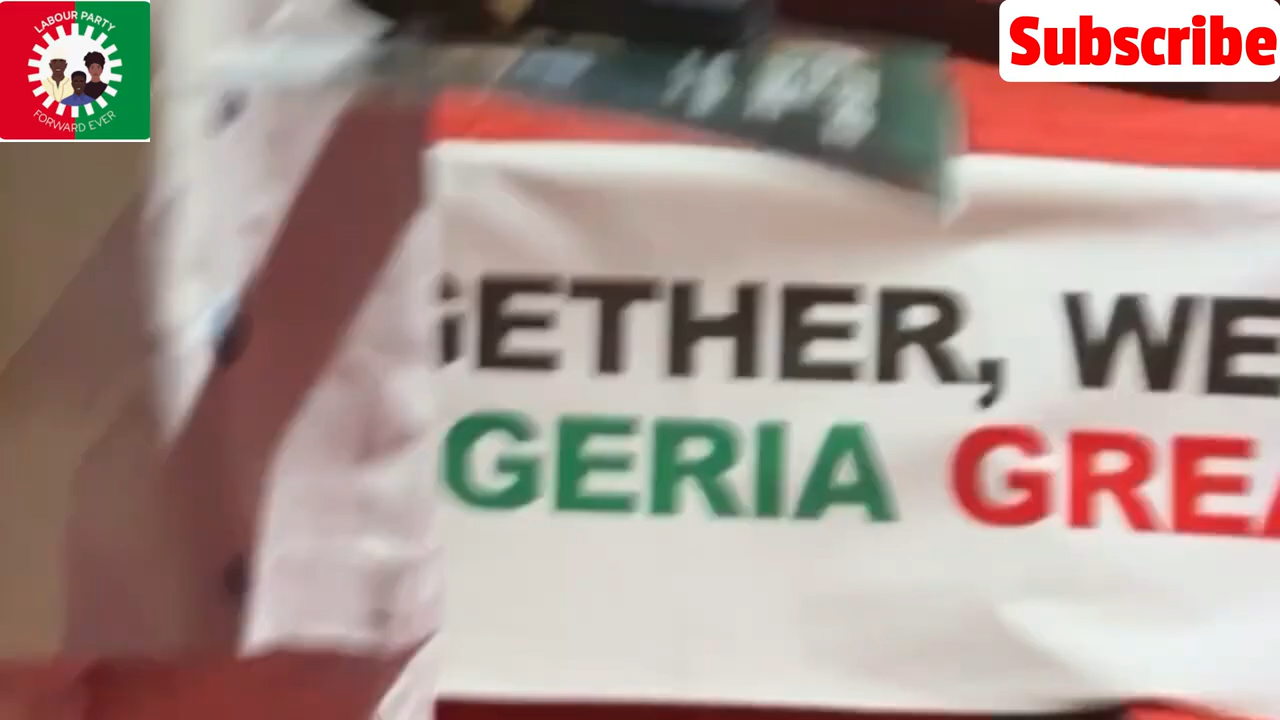 LABOUR PARTY
FORWARD EVER
Subscribe
GETHER, WE
GERIA GREA